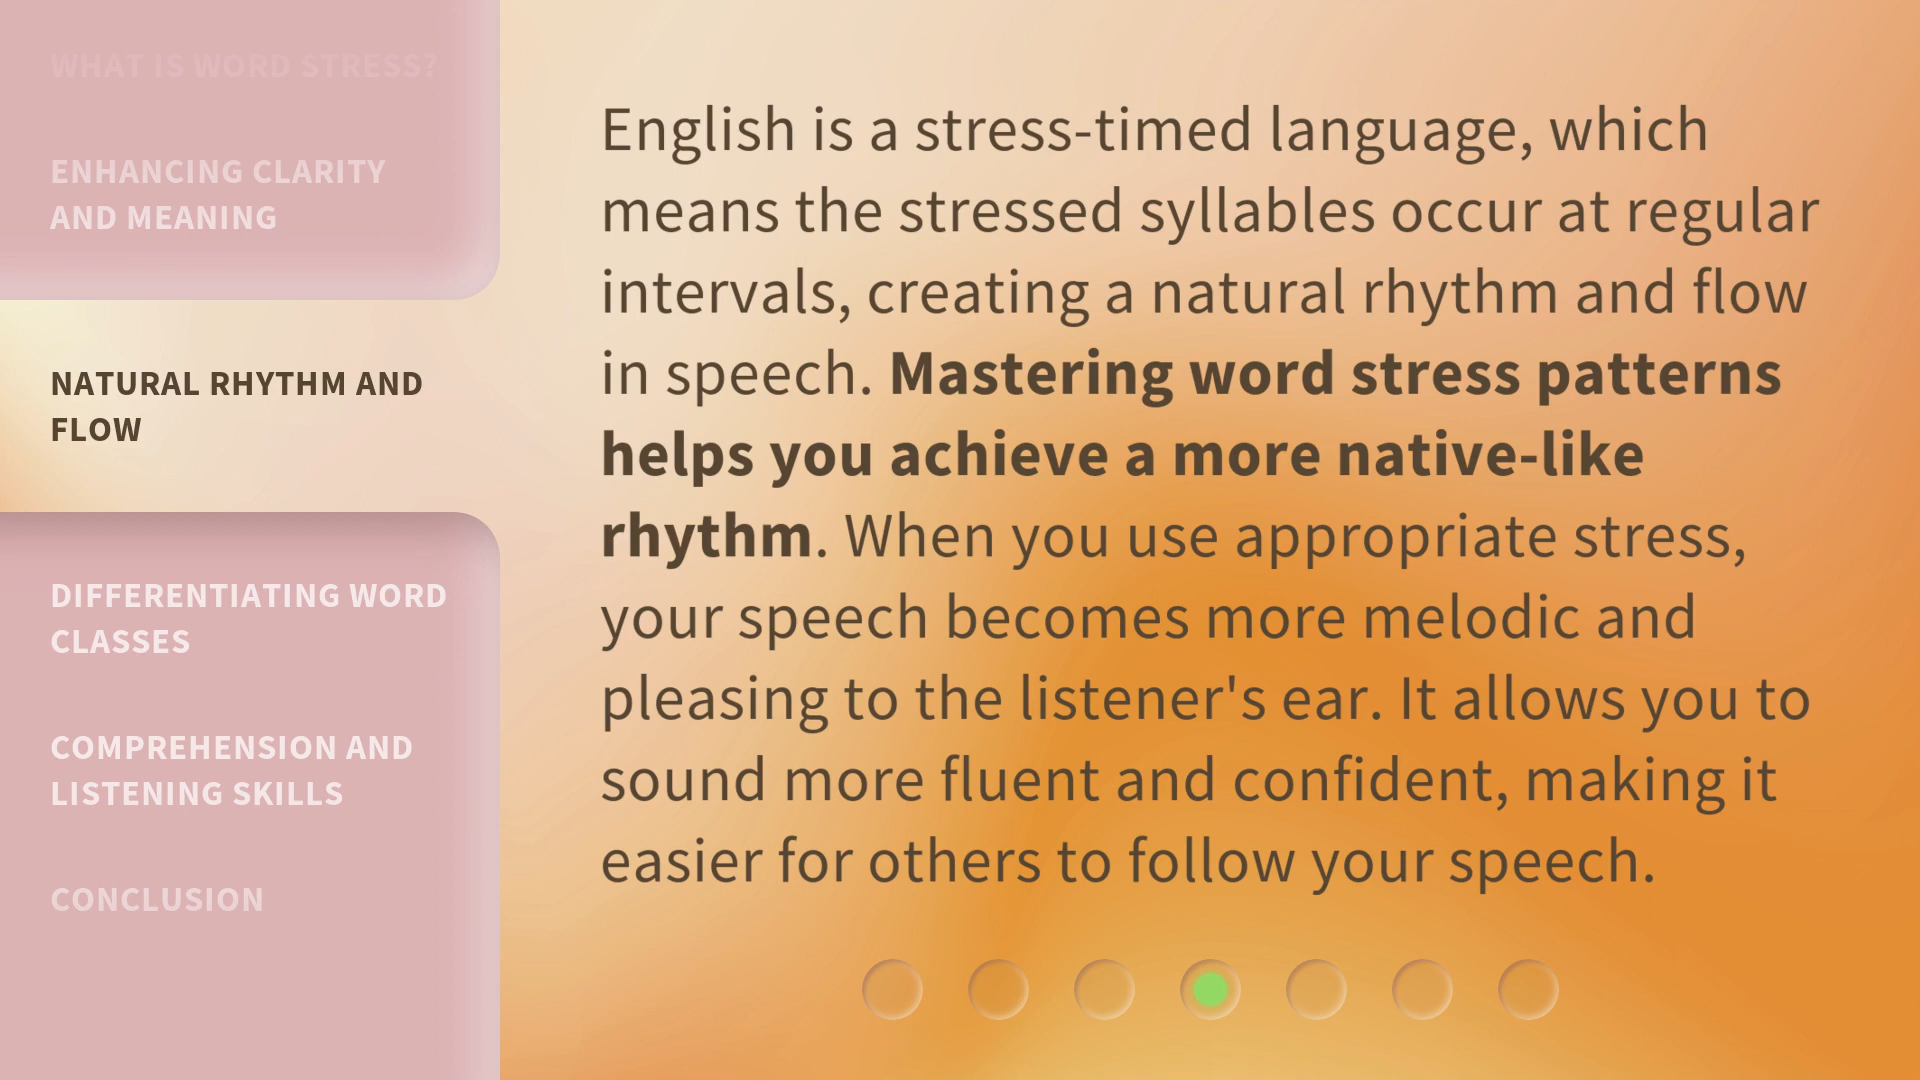 WHAT IS WORD STRESS?
ENHANCING CLARITY
AND MEANING
NATURAL RHYTHM AND
FLOW
DIFFERENTIATING WORD
CLASSES
COMPREHENSION AND
LISTENING SKILLS
CONCLUSION
English is a stress-timed language, which
means the stressed syllables occur at regular
intervals, creating a natural rhythm and flow
in speech. Mastering word stress patterns
helps you achieve a more native-like
rhythm. When you use appropriate stress,
your speech becomes more melodic and
pleasing to the listener's ear. It allows you to
sound more fluent and confident, making it
easier for others to follow your speech.